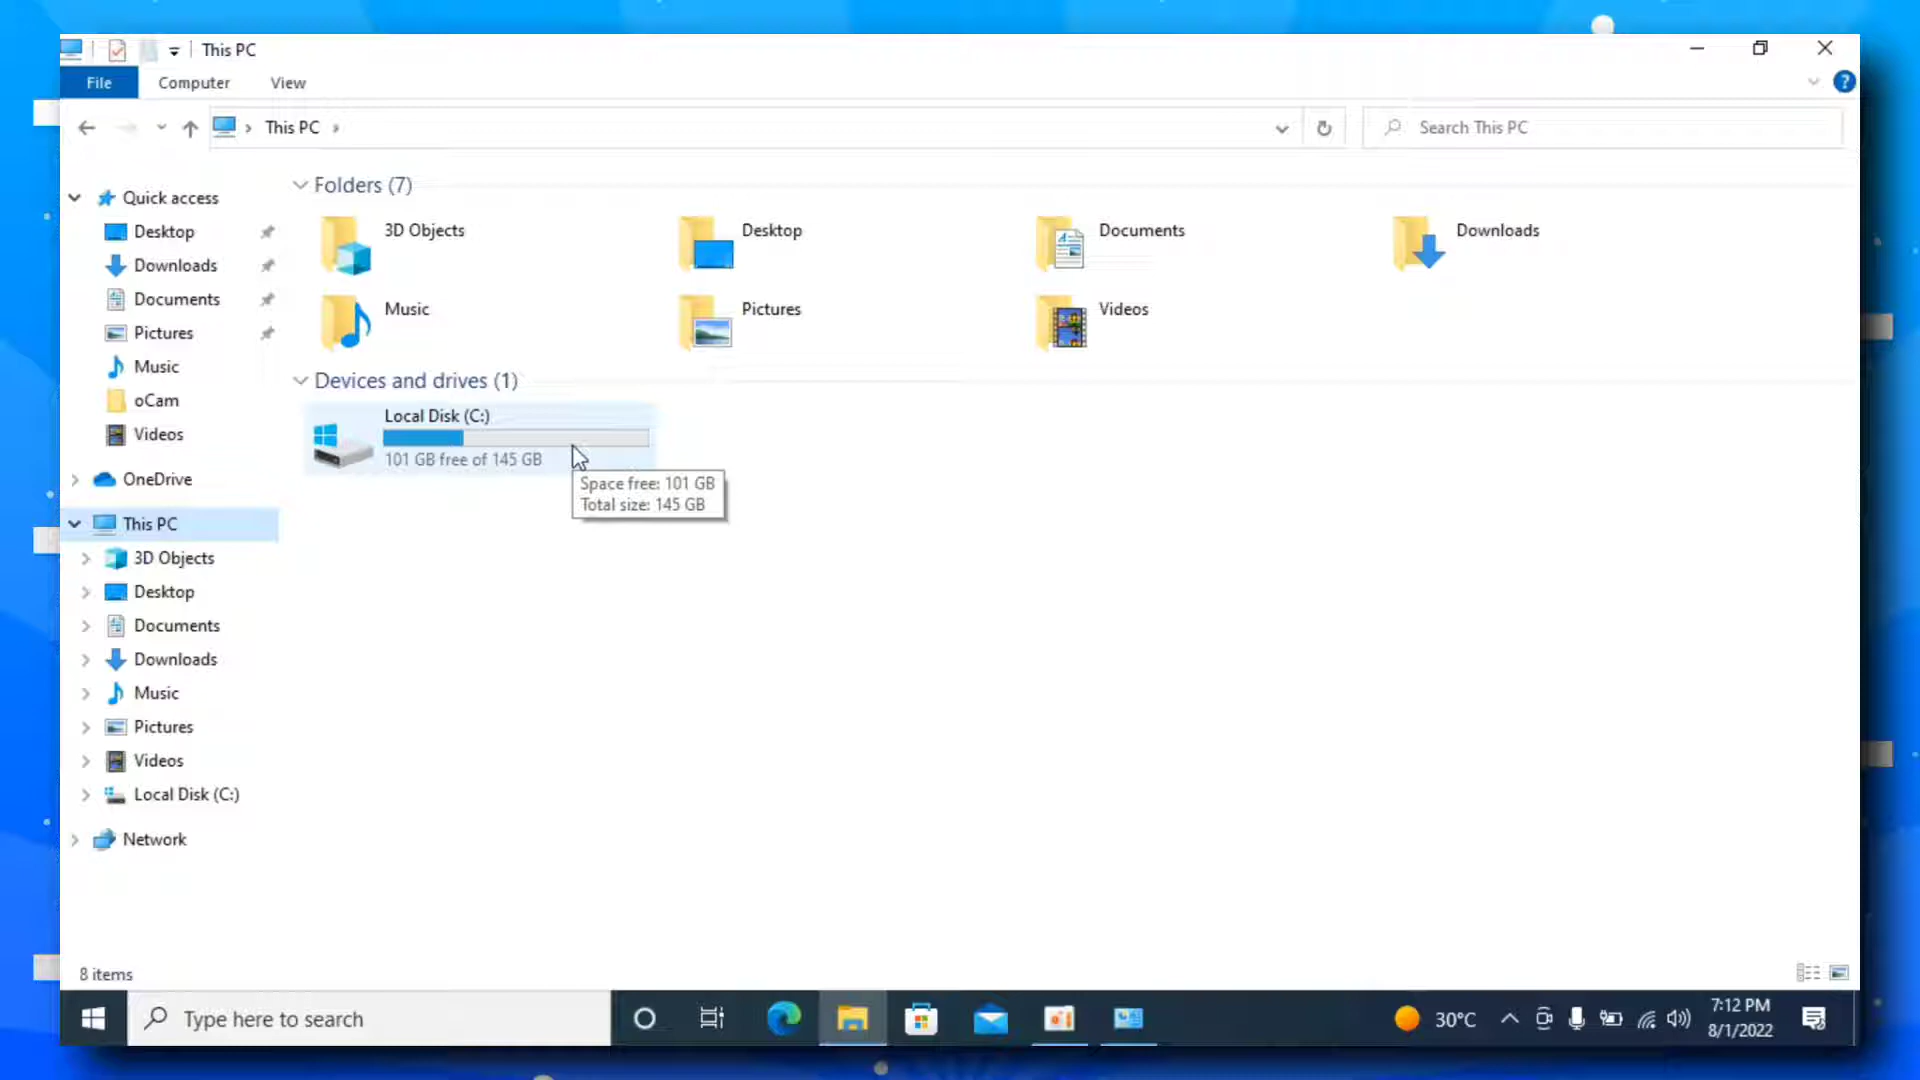 This PC
File Computer View
This PC
Search This PC
Quick access
Desktop
Downloads
Documents
Pictures
Music
oCam
Videos
OneDrive
This PC
3D Objects
Desktop
Documents
Downloads
Music
Pictures
Videos
Local Disk (C:)
Network
Folders (7)
3D Objects
Desktop
Documents
Downloads
Music
Pictures
Videos
Devices and drives (1)
Local Disk (C:)
101 GB free of 145 GB
Space free: 101 GB
Total size: 145 GB
8 items
Type here to search
30°C
7:12 PM
8/1/2022